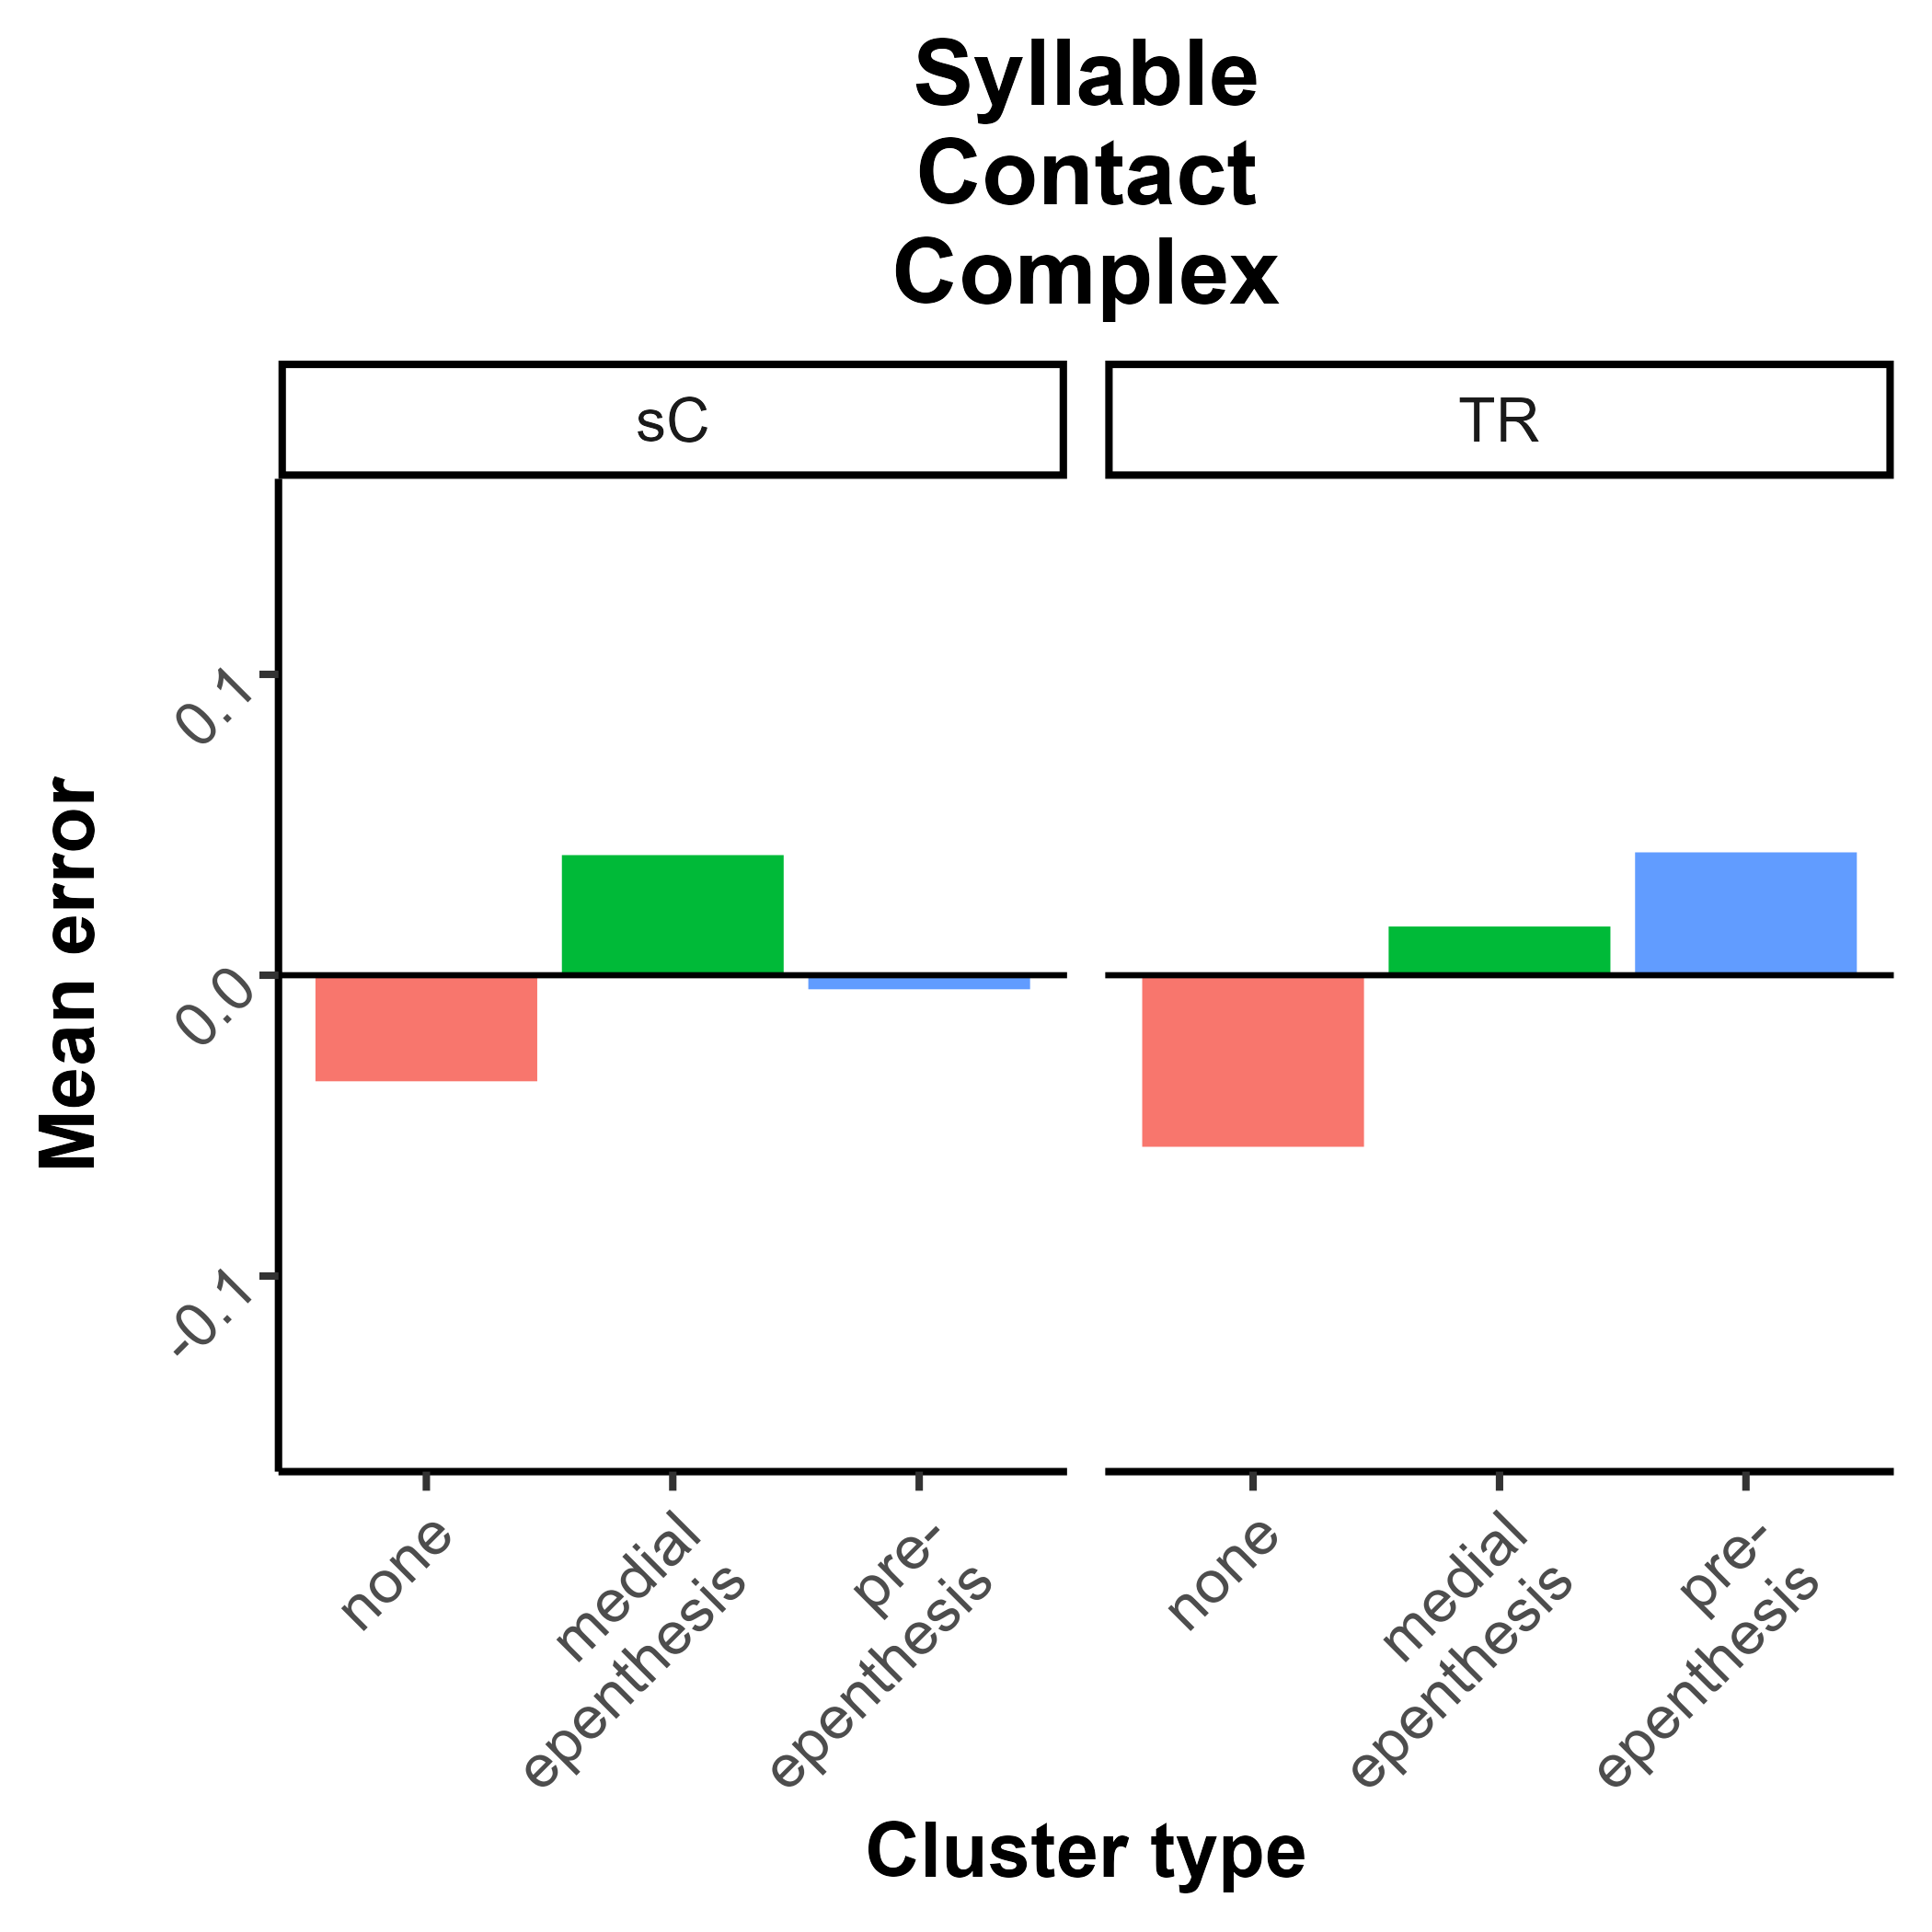 Syllable
Contact
Complex
sC
TR
0.1
0.0
-0.1
Mean error
none
medial
epenthesis
pre-
epenthesis
none
medial
epenthesis
pre-
epenthesis
Cluster type